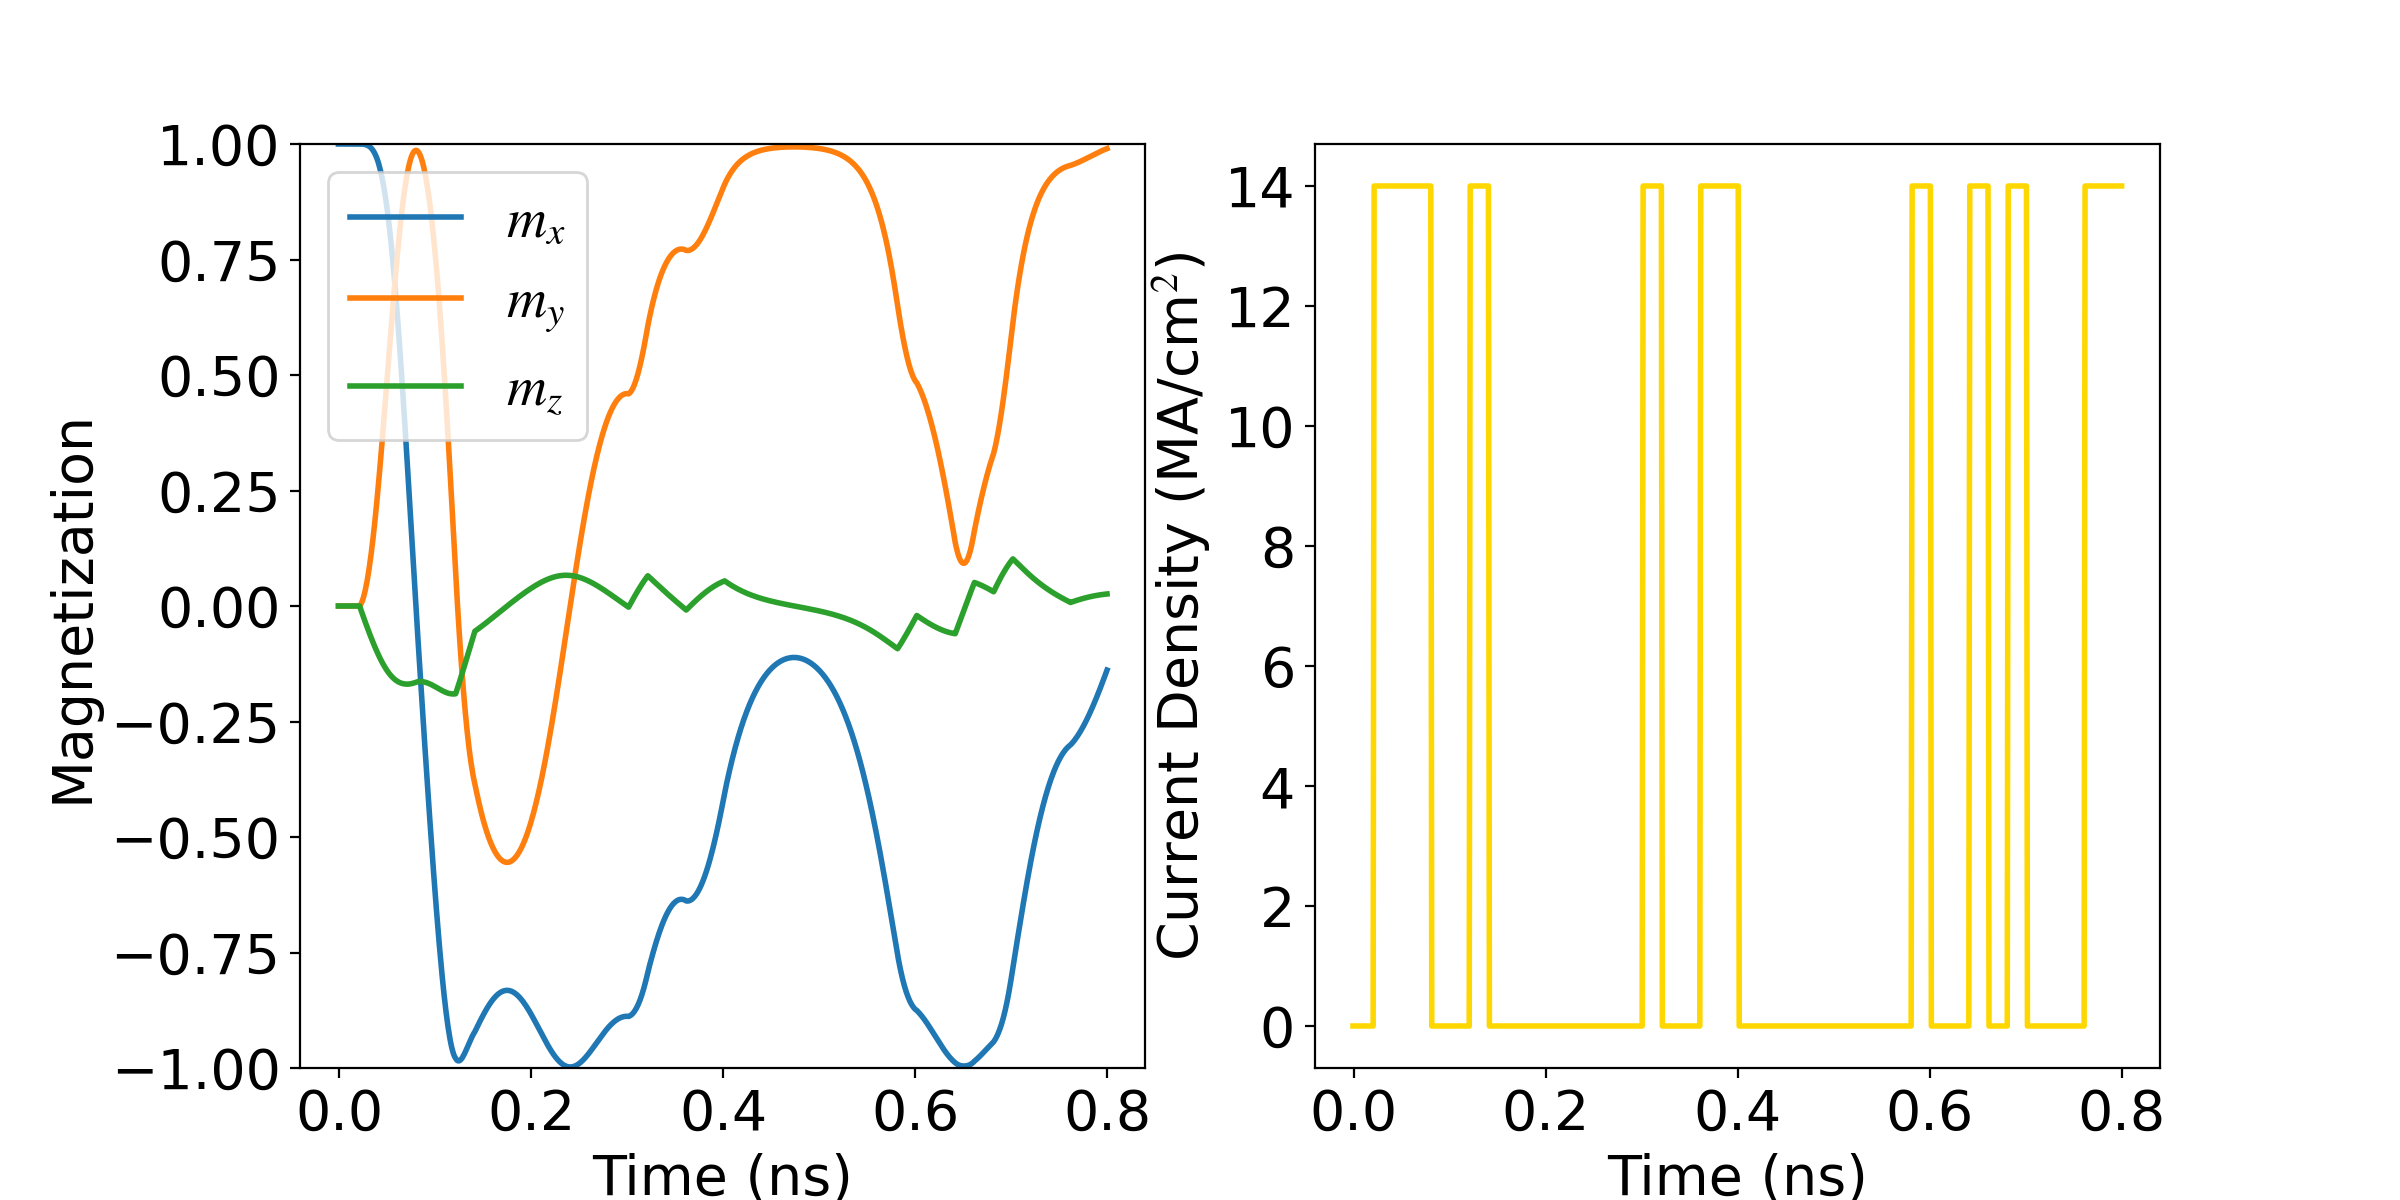 1.00
0.75
0.50
0.25
0.00
−0.25
−0.50
−0.75
−1.00
Magnetization
m_x
m_y
m_z
0.0 0.2 0.4 0.6 0.8
Time (ns)
14
12
10
8
6
4
2
0
Current Density (MA/cm²)
0.0 0.2 0.4 0.6 0.8
Time (ns)